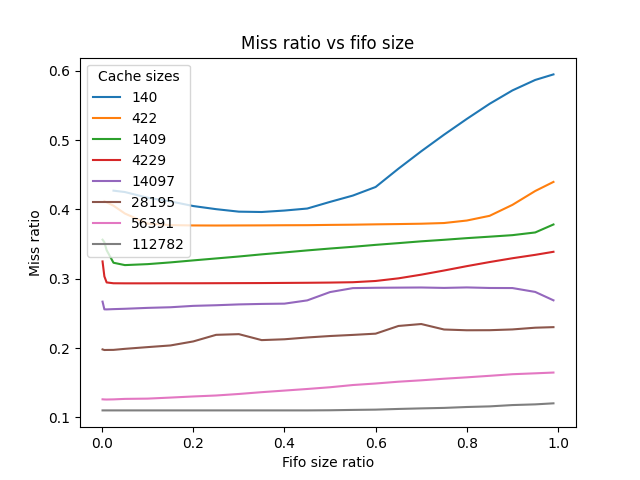 Miss ratio vs fifo size
Cache sizes
140
422
1409
4229
14097
28195
56391
112782
Miss ratio
0.6
0.5
0.4
0.3
0.2
0.1
0.0 0.2 0.4 0.6 0.8 1.0
Fifo size ratio